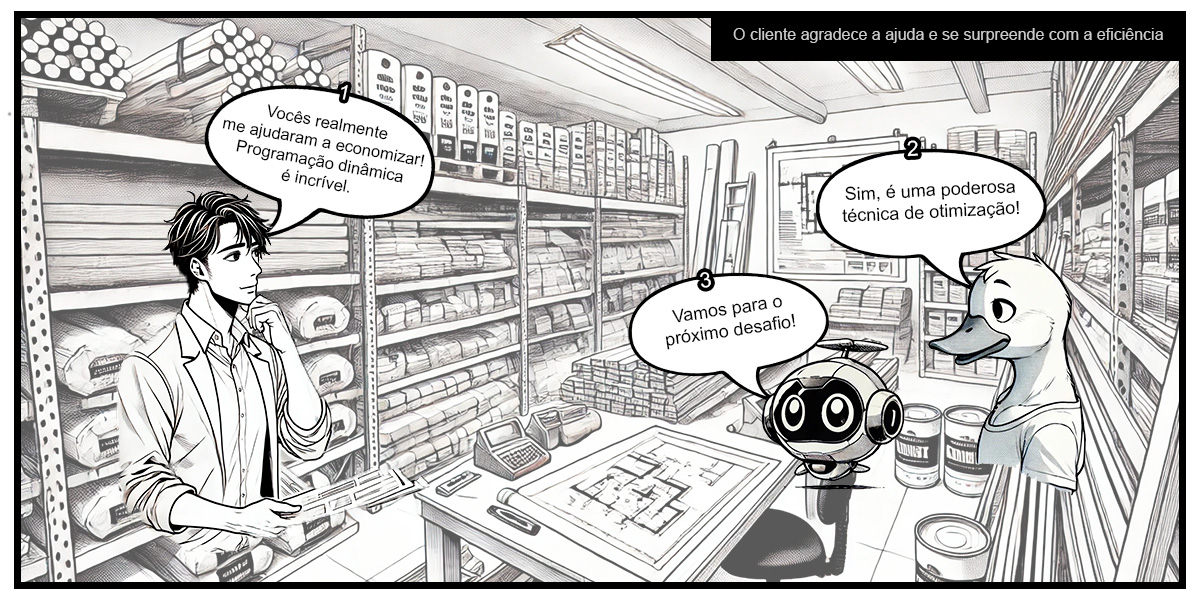 O cliente agradece a ajuda e se surpreende com a eficiência
1
Vocês realmente
me ajudaram a economizar!
Programação dinâmica
é incrível.
2
Sim, é uma poderosa
técnica de otimização!
3
Vamos para o
próximo desafio!